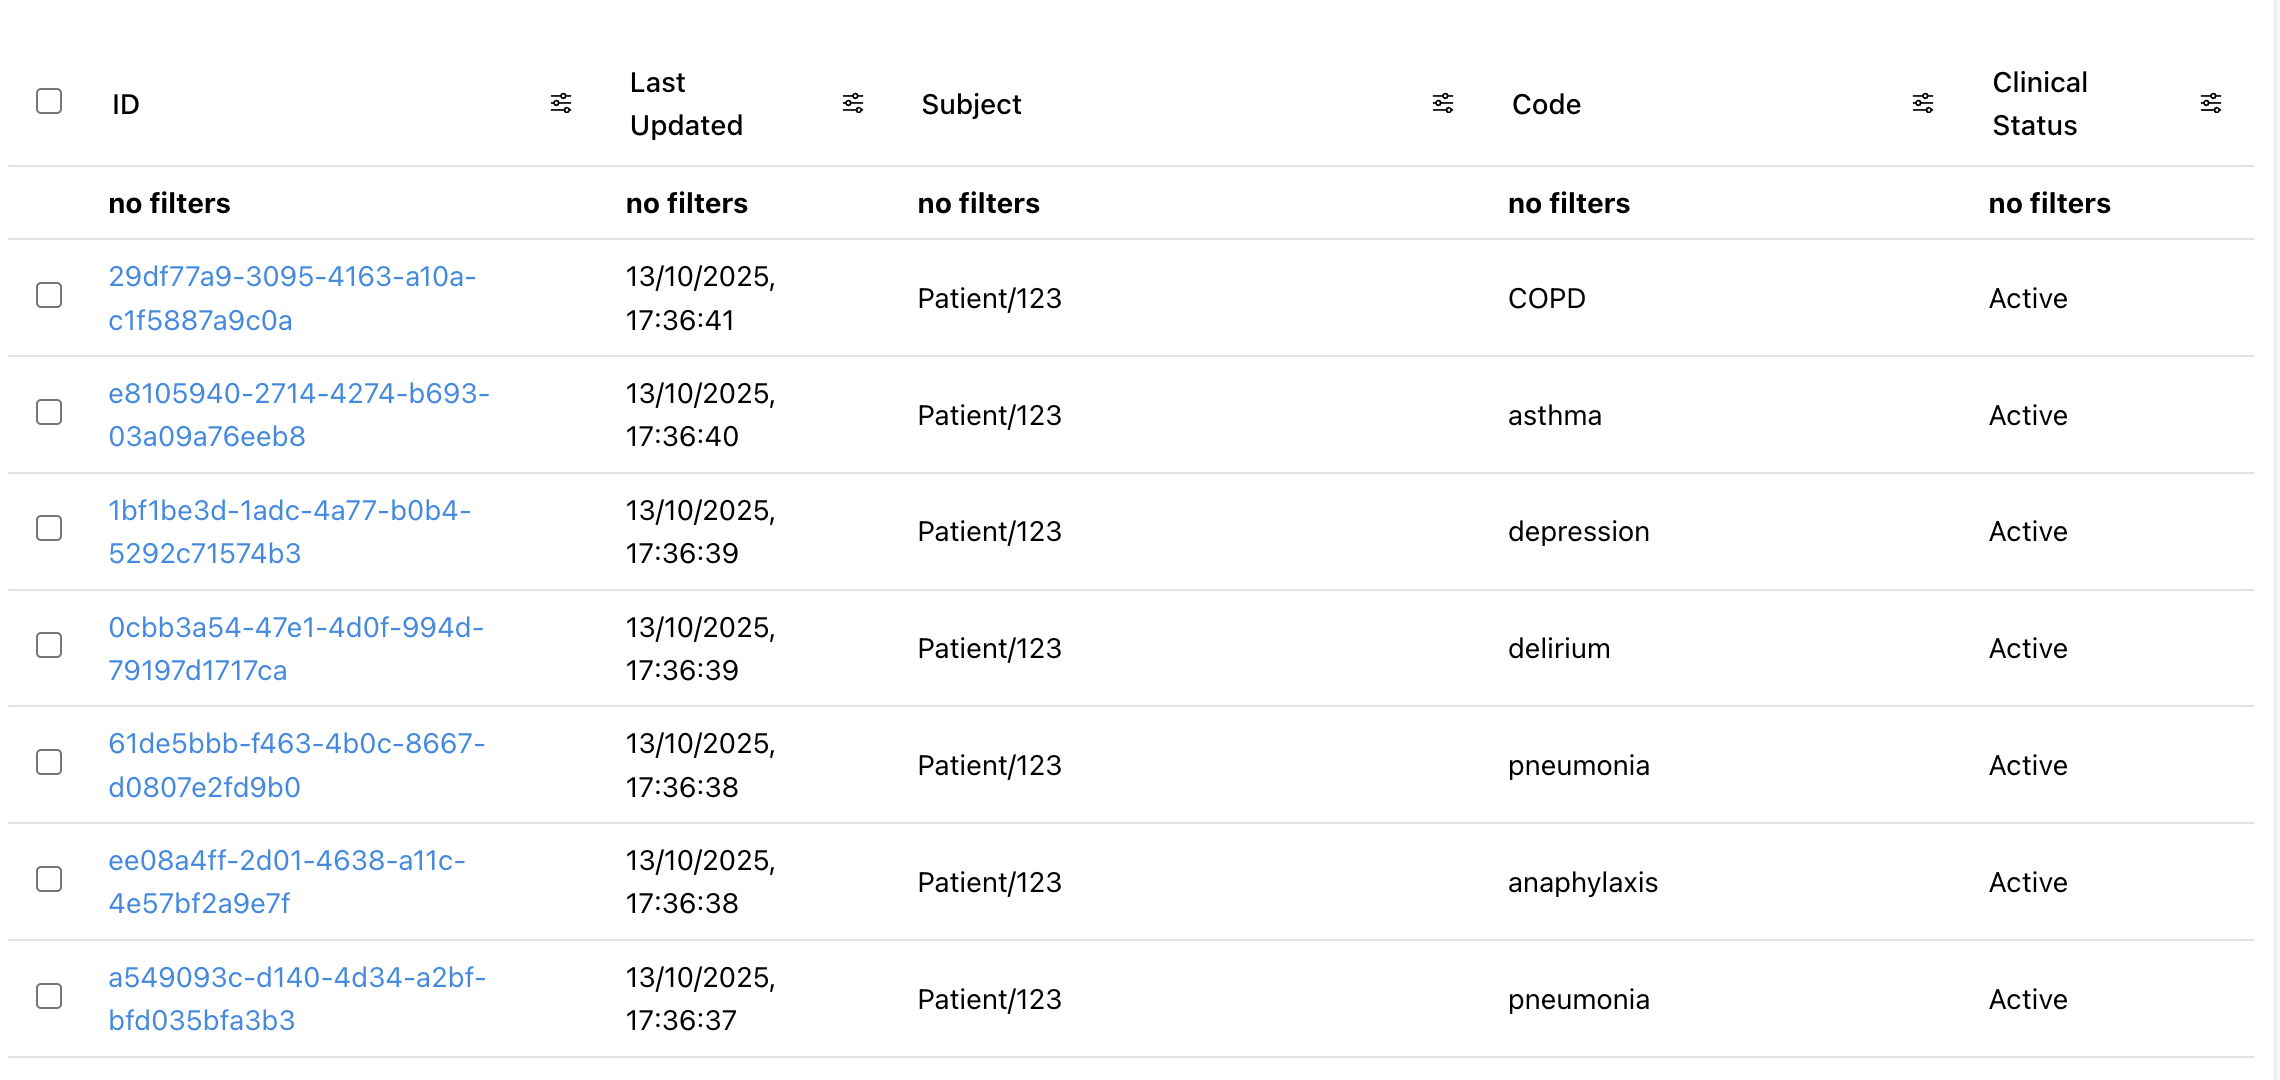 ID
Last
Updated
Subject
Code
Clinical
Status
no filters no filters no filters no filters no filters
29df77a9-3095-4163-a10a-
c1f5887a9c0a
13/10/2025,
17:36:41
Patient/123
COPD
Active
e8105940-2714-4274-b693-
03a09a76eeb8
13/10/2025,
17:36:40
Patient/123
asthma
Active
1bf1be3d-1adc-4a77-b0b4-
5292c71574b3
13/10/2025,
17:36:39
Patient/123
depression
Active
0cbb3a54-47e1-4d0f-994d-
79197d1717ca
13/10/2025,
17:36:39
Patient/123
delirium
Active
61de5bbb-f463-4b0c-8667-
d0807e2fd9b0
13/10/2025,
17:36:38
Patient/123
pneumonia
Active
ee08a4ff-2d01-4638-a11c-
4e57bf2a9e7f
13/10/2025,
17:36:38
Patient/123
anaphylaxis
Active
a549093c-d140-4d34-a2bf-
bfd035bfa3b3
13/10/2025,
17:36:37
Patient/123
pneumonia
Active